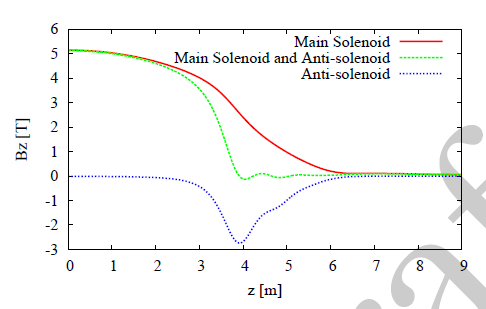 Main Solenoid
Main Solenoid and Anti-solenoid
Anti-solenoid
Bz [T]
6
5
4
3
2
1
0
-1
-2
-3
0 1 2 3 4 5 6 7 8 9
z [m]